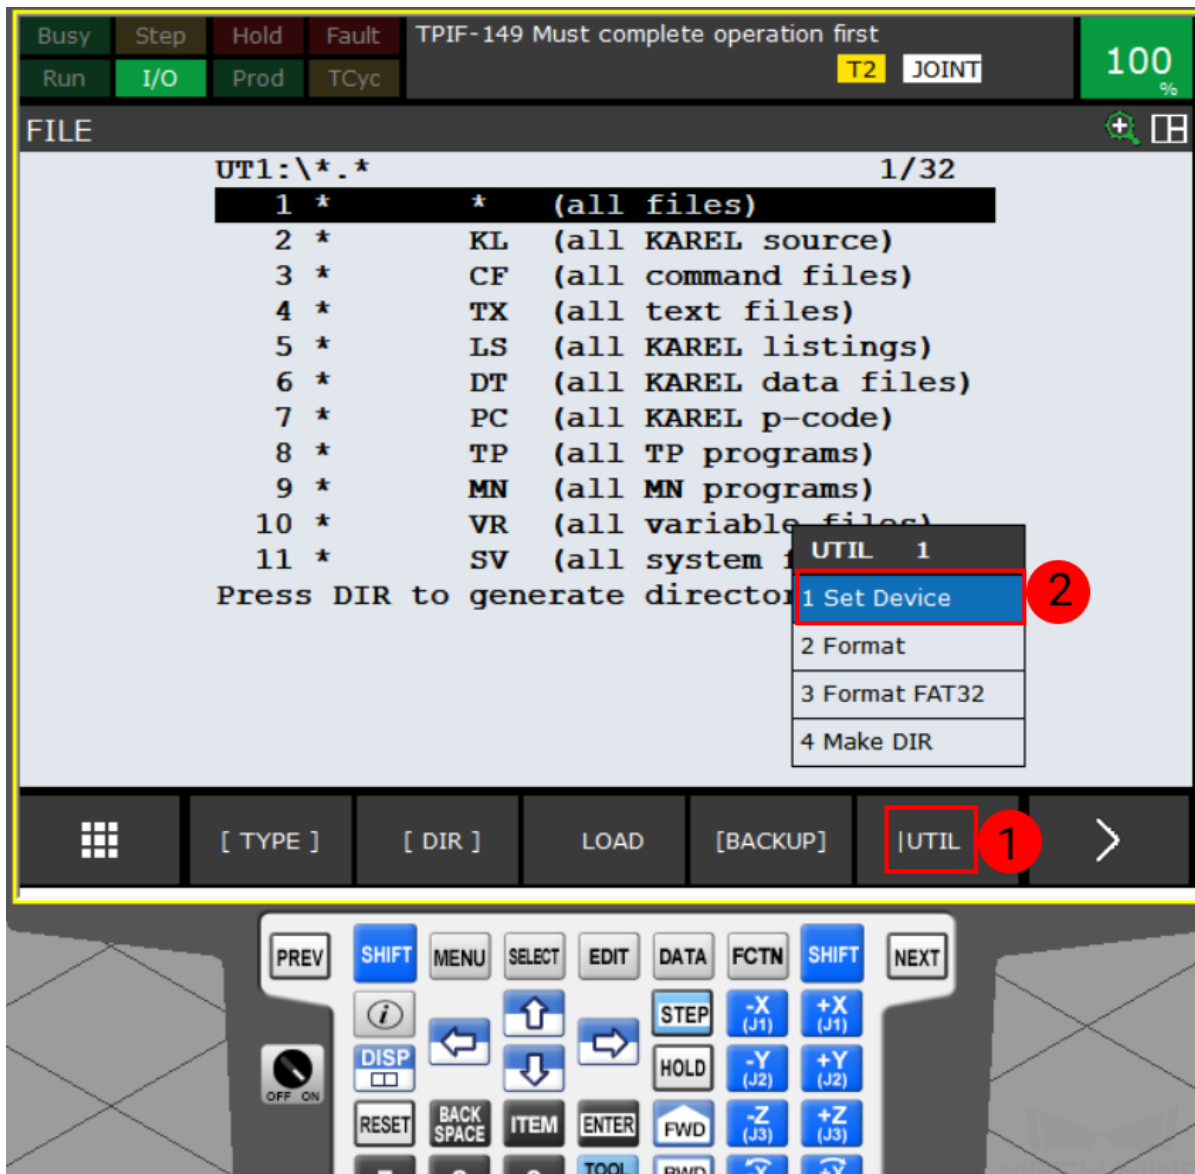 Busy Step Hold Fault TPIF-149 Must complete operation first
Run I/O Prod TCyc T2 JOINT 100 %
FILE
UT1:\*.* 1/32
1 * * (all files)
2 * KL (all KAREL source)
3 * CF (all command files)
4 * TX (all text files)
5 * LS (all KAREL listings)
6 * DT (all KAREL data files)
7 * PC (all KAREL p-code)
8 * TP (all TP programs)
9 * MN (all MN programs)
10 * VR (all variable files)
11 * SV (all system f
Press DIR to generate director
UTIL 1
1 Set Device
2
2 Format
3 Format FAT32
4 Make DIR
[ TYPE ] [ DIR ] LOAD [BACKUP] |UTIL 1 >
PREV SHIFT MENU SELECT EDIT DATA FCTN SHIFT NEXT
i STEP -X (J1) +X (J1)
DISP HOLD -Y (J2) +Y (J2)
OFF ON
RESET BACK SPACE ITEM ENTER FWD -Z (J3) +Z (J3)
TOOL